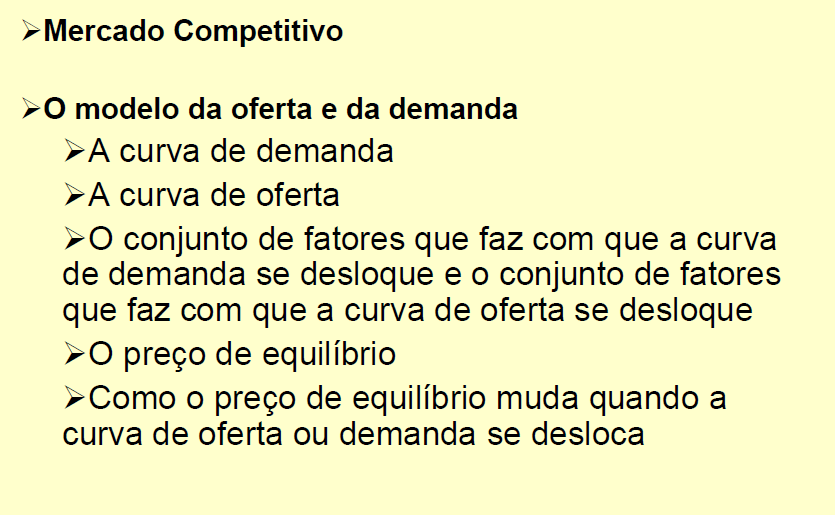 ➢Mercado Competitivo
➢O modelo da oferta e da demanda
➢A curva de demanda
➢A curva de oferta
➢O conjunto de fatores que faz com que a curva
de demanda se desloque e o conjunto de fatores
que faz com que a curva de oferta se desloque
➢O preço de equilíbrio
➢Como o preço de equilíbrio muda quando a
curva de oferta ou demanda se desloca